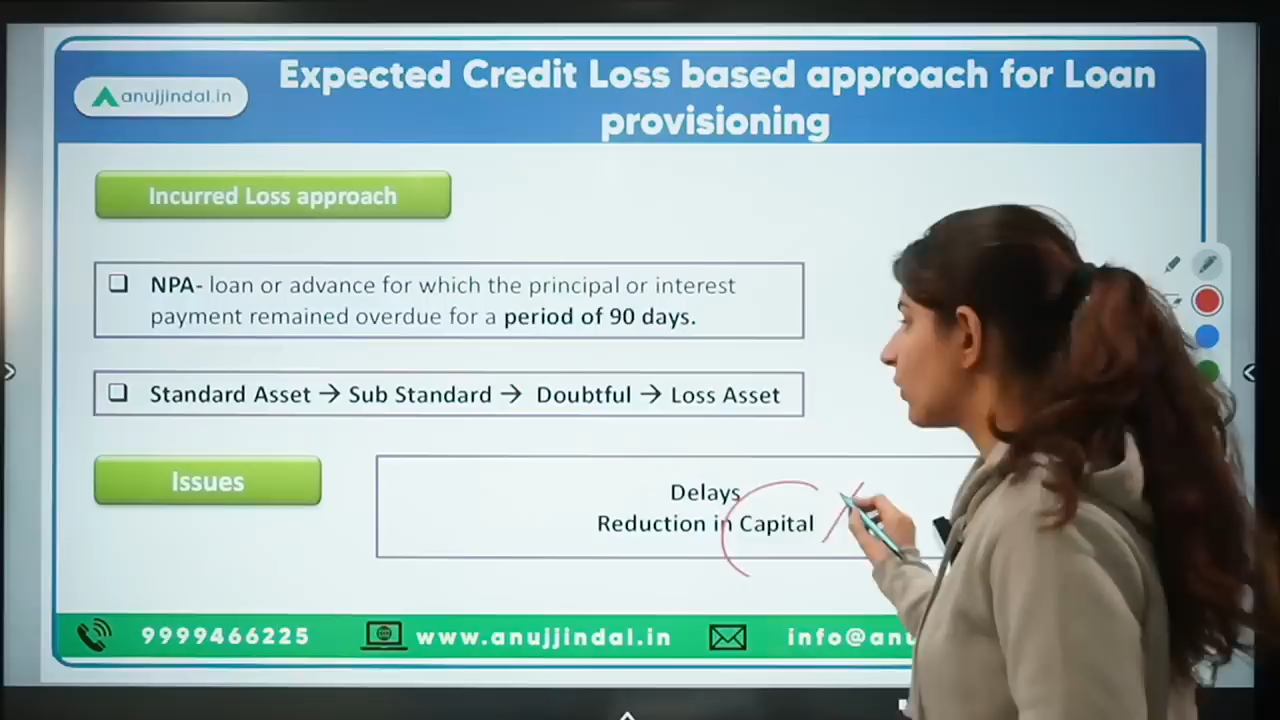 anujjindal.in
Expected Credit Loss based approach for Loan
provisioning
Incurred Loss approach
NPA- loan or advance for which the principal or interest
payment remained overdue for a period of 90 days.
Standard Asset → Sub Standard → Doubtful → Loss Asset
Issues
Delays
Reduction in Capital
9999466225 www.anujjindal.in